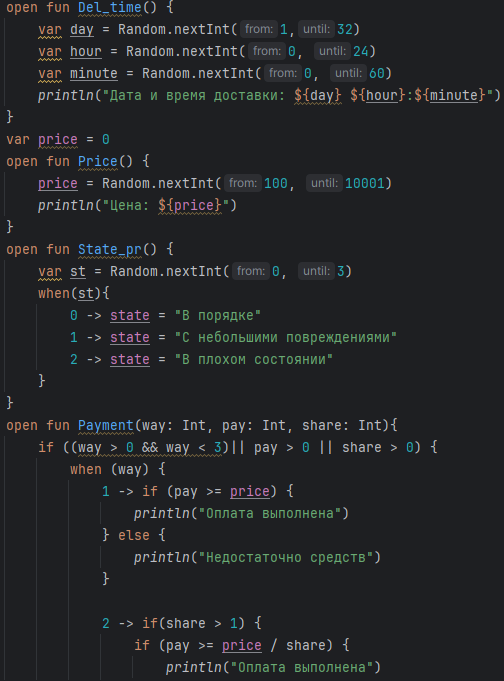 open fun Del_time() {
    var day = Random.nextInt( from: 1, until: 32)
    var hour = Random.nextInt( from: 0, until: 24)
    var minute = Random.nextInt( from: 0, until: 60)
    println("Дата и время доставки: ${day} ${hour}:${minute}")
}
var price = 0
open fun Price() {
    price = Random.nextInt( from: 100, until: 10001)
    println("Цена: ${price}")
}
open fun State_pr() {
    var st = Random.nextInt( from: 0, until: 3)
    when(st){
        0 -> state = "В порядке"
        1 -> state = "С небольшими повреждениями"
        2 -> state = "В плохом состоянии"
    }
}
open fun Payment(way: Int, pay: Int, share: Int){
    if ((way > 0 && way < 3)|| pay > 0 || share > 0) {
        when (way) {
            1 -> if (pay >= price) {
                println("Оплата выполнена")
            } else {
                println("Недостаточно средств")
            }

            2 -> if(share > 1) {
                if (pay >= price / share) {
                    println("Оплата выполнена")